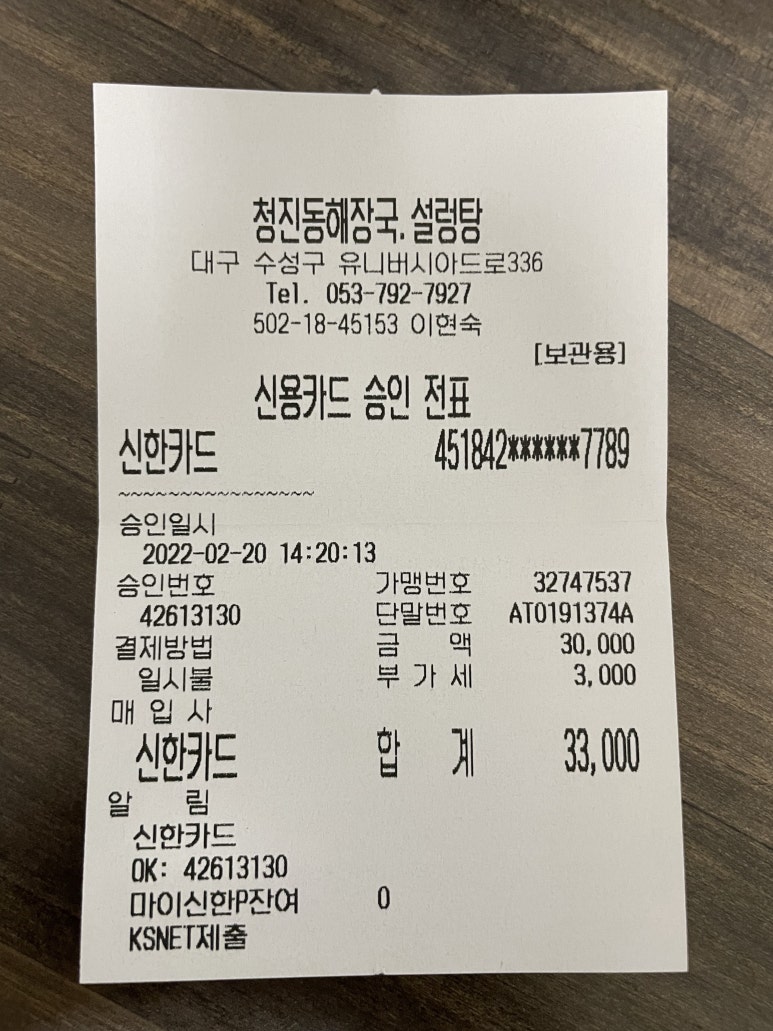 청진동해장국.설렁탕
대구 수성구 유니버시아드로336
Tel. 053-792-7927
502-18-45153 이현숙
[보관용]
신용카드 승인 전표
신한카드 451842******7789
~~~~~~~~~~~~~~~~
승인일시
2022-02-20 14:20:13
승인번호 가맹번호 32747537
42613130 단말번호 AT0191374A
결제방법 금 액 30,000
일시불 부 가 세 3,000
매 입 사
신한카드 합 계 33,000
알 림
신한카드
OK: 42613130
마이신한P잔여 0
KSNET제출